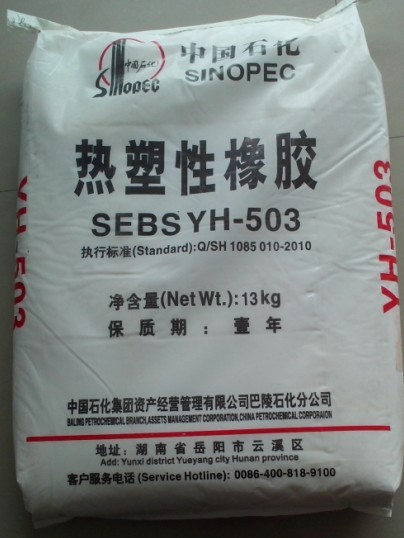 中国石化
SINOPEC
中国石化
SINOPEC
热塑性橡胶
SEBS YH-503
执行标准(Standard):Q/SH 1085 010-2010
净含量(Net Wt.):13kg
保质期:壹年
中国石化集团资产经营管理有限公司巴陵石化分公司
BALING PETROCHEMICAL BRANCH,ASSETS MANAGEMENT CORPORATION,CHINA PETROCHEMICAL CORPORAION
地址:湖南省岳阳市云溪区
Add: Yunxi district Yueyang city Hunan province
客户服务电话(Service Hotline): 0086-400-818-9100
YH-503
YH-503